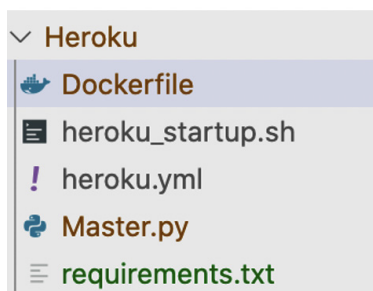 Heroku
Dockerfile
heroku_startup.sh
heroku.yml
Master.py
requirements.txt